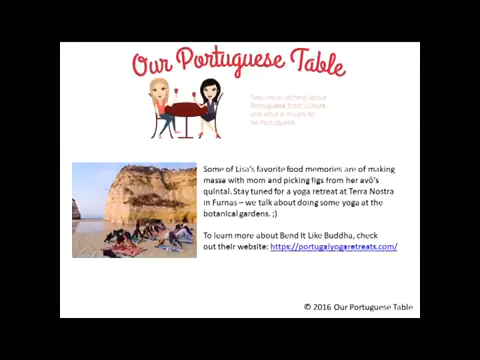 Our Portuguese Table
Two chicks dishing about
Portuguese food, culture,
and what it means to
be Portuguese.
Some of Lisa's favorite food memories are of making
massa with mom and picking figs from her avô's
quintal. Stay tuned for a yoga retreat at Terra Nostra
in Furnas – we talk about doing some yoga at the
botanical gardens. ;)
To learn more about Bend It Like Buddha, check
out their website: https://portugalyogaretreats.com/
© 2016 Our Portuguese Table